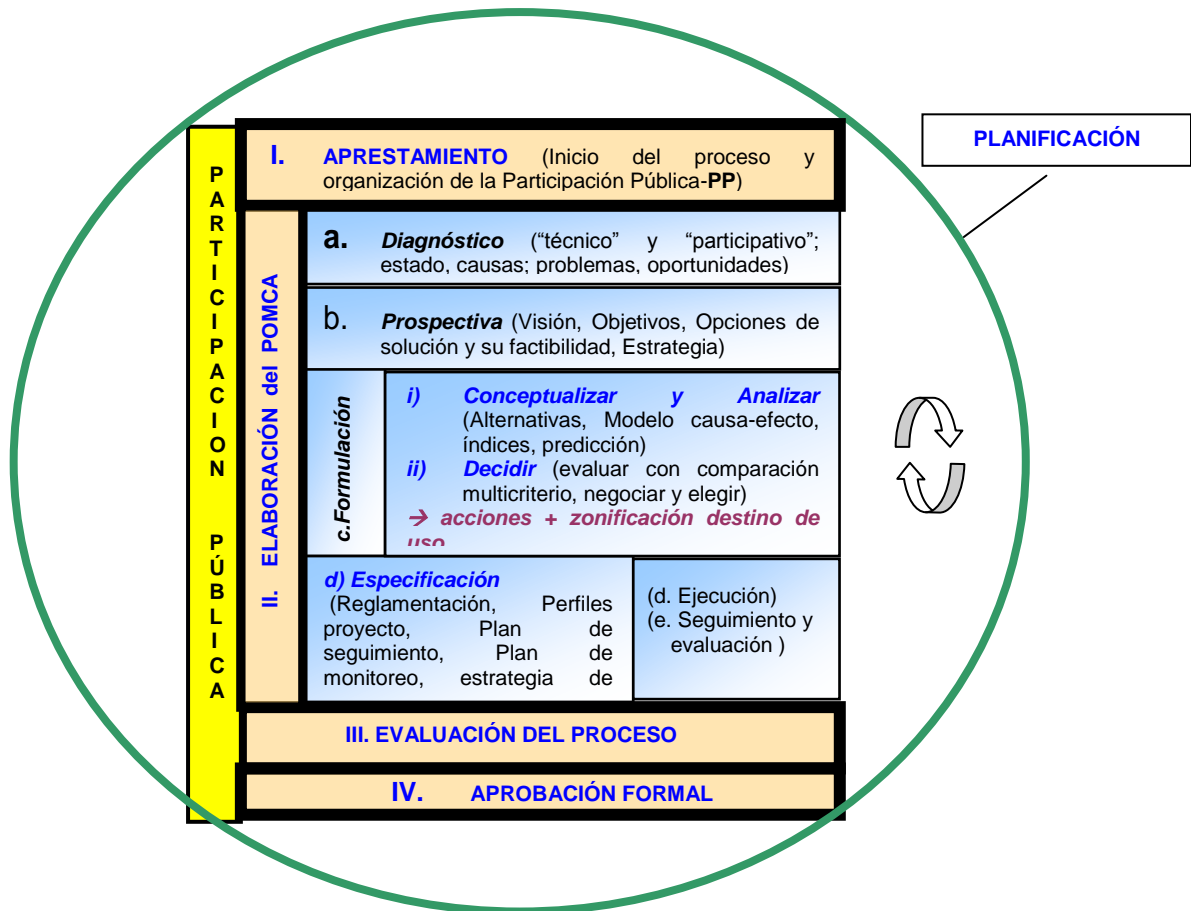 PLANIFICACIÓN
PARTICIPACION PÚBLICA
I. APRESTAMIENTO (Inicio del proceso y
organización de la Participación Pública-PP)
II. ELABORACIÓN del POMCA
a. Diagnóstico (“técnico” y “participativo”;
estado, causas; problemas, oportunidades)
b. Prospectiva (Visión, Objetivos, Opciones de
solución y su factibilidad, Estrategia)
c.Formulación
i) Conceptualizar y Analizar
(Alternativas, Modelo causa-efecto,
índices, predicción)
ii) Decidir (evaluar con comparación
multicriterio, negociar y elegir)
→ acciones + zonificación destino de
uso
d) Especificación
(Reglamentación, Perfiles
proyecto, Plan de
seguimiento, Plan de
monitoreo, estrategia de
(d. Ejecución)
(e. Seguimiento y
evaluación )
III. EVALUACIÓN DEL PROCESO
IV. APROBACIÓN FORMAL